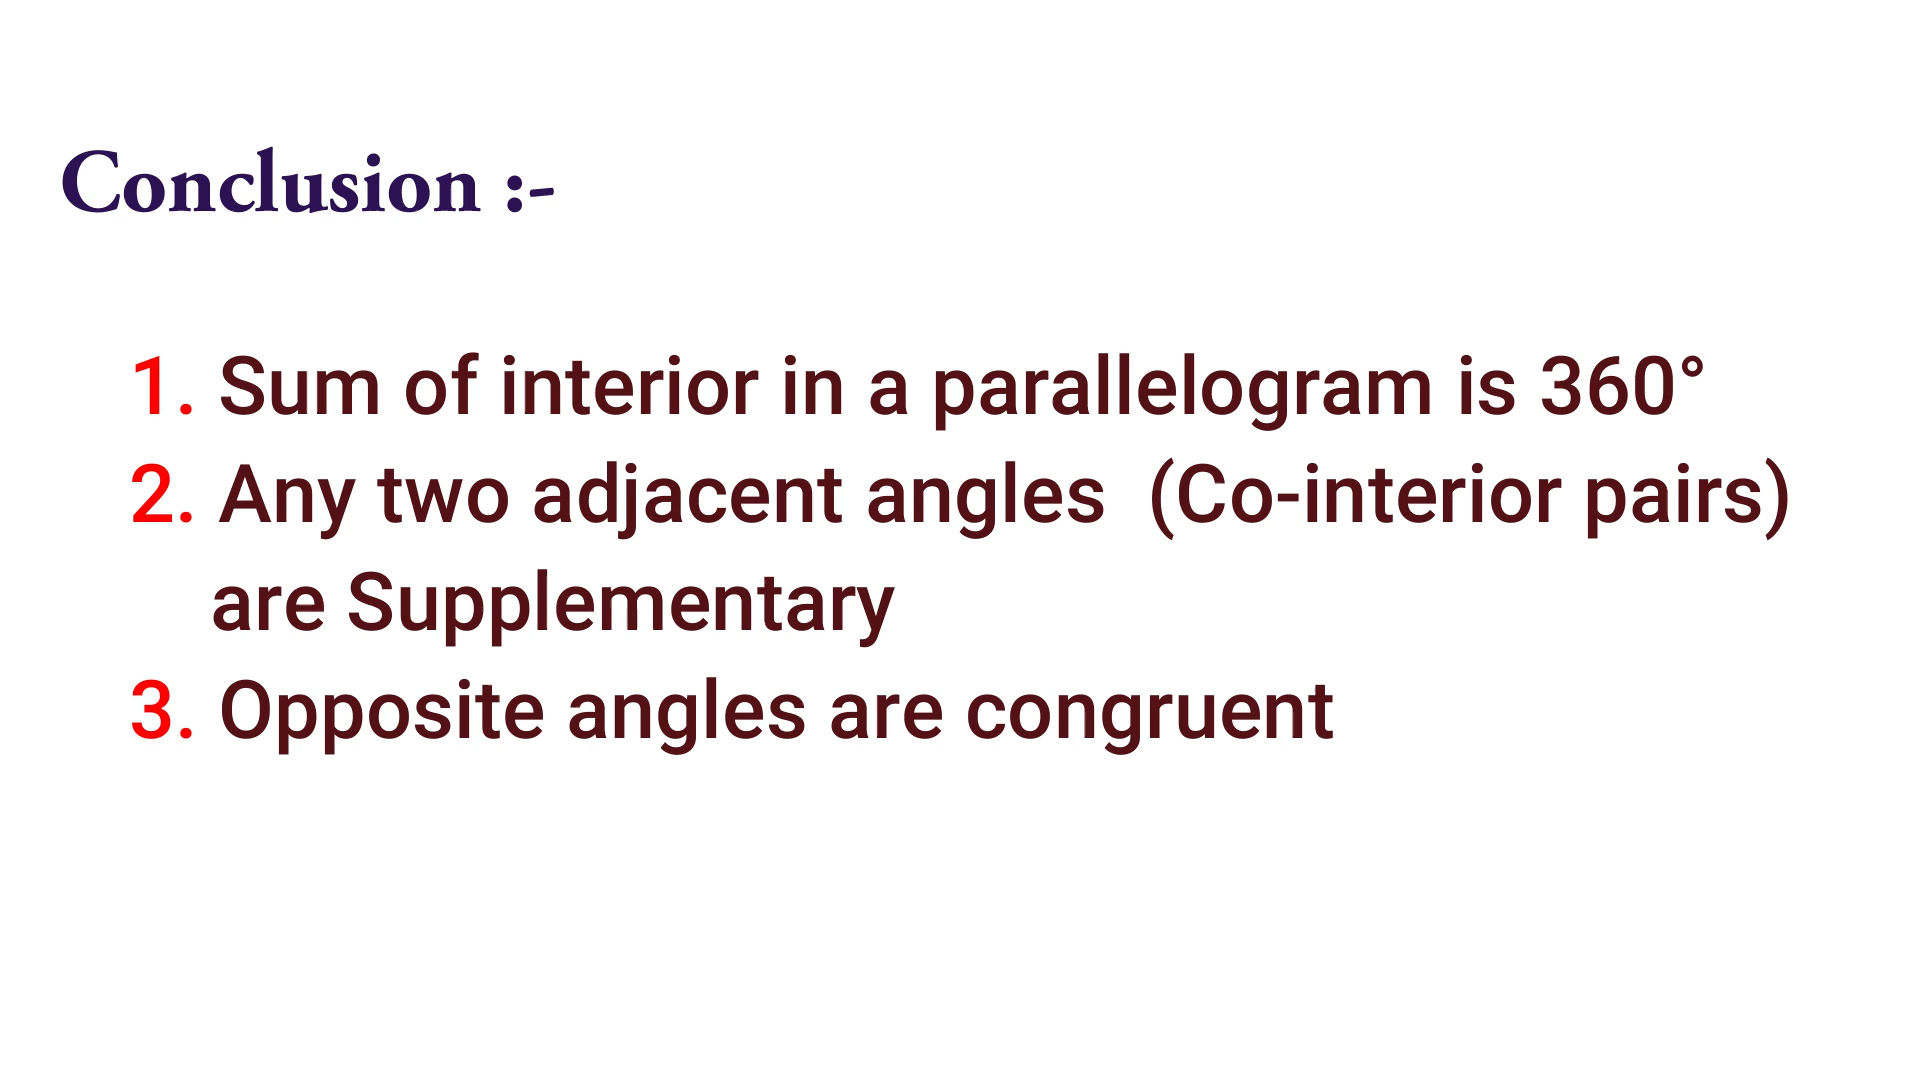 Conclusion :-
1. Sum of interior in a parallelogram is 360°
2. Any two adjacent angles  (Co-interior pairs)
are Supplementary
3. Opposite angles are congruent